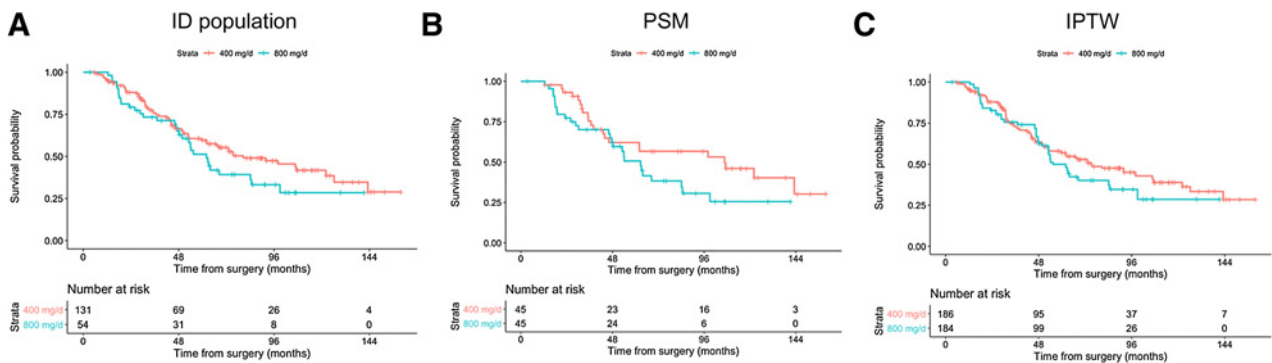 A
ID population
Strata 400 mg/d 800 mg/d
1.00
0.75
0.50
0.25
0.00
Survival probability
0 48 96 144
Time from surgery (months)
Number at risk
Strata
400 mg/d 131 69 26 4
800 mg/d 54 31 8 0
0 48 96 144
Time from surgery (months)
B
PSM
Strata 400 mg/d 800 mg/d
1.00
0.75
0.50
0.25
0.00
Survival probability
0 48 96 144
Time from surgery (months)
Number at risk
Strata
400 mg/d 45 23 16 3
800 mg/d 45 24 6 0
0 48 96 144
Time from surgery (months)
C
IPTW
Strata 400 mg/d 800 mg/d
1.00
0.75
0.50
0.25
0.00
Survival probability
0 48 96 144
Time from surgery (months)
Number at risk
Strata
400 mg/d 186 95 37 7
800 mg/d 184 99 26 0
0 48 96 144
Time from surgery (months)